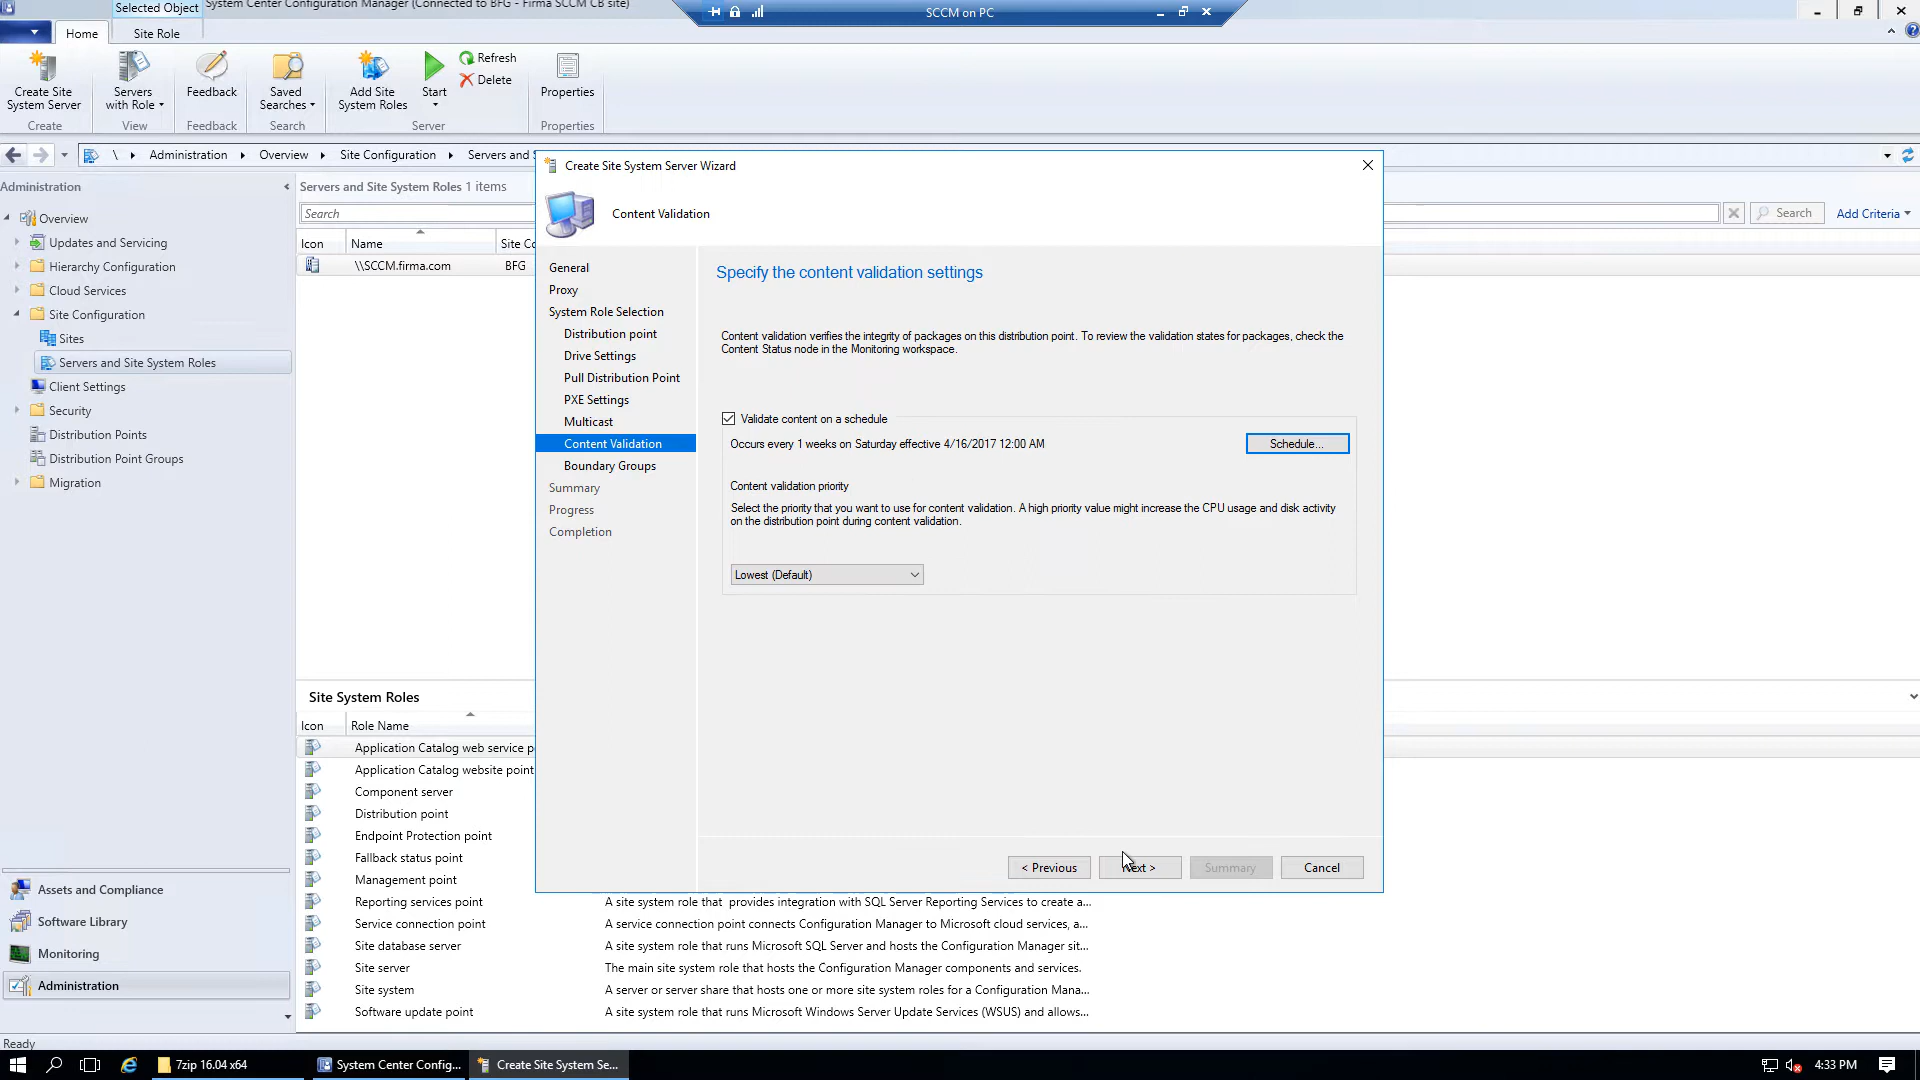 Selected Object
System Center Configuration Manager (Connected to BFG - Firma SCCM CB site)
SCCM on PC
Home
Site Role
Create Site System Server
Servers with Role
Feedback
Saved Searches
Add Site System Roles
Start
Refresh
Delete
Properties
Create
View
Feedback
Search
Server
Properties
\ Administration Overview Site Configuration Servers and S
Administration
Overview
Updates and Servicing
Hierarchy Configuration
Cloud Services
Site Configuration
Sites
Servers and Site System Roles
Client Settings
Security
Distribution Points
Distribution Point Groups
Migration
Assets and Compliance
Software Library
Monitoring
Administration
Servers and Site System Roles 1 items
Search
Search
Add Criteria
Icon Name Site Co
\\SCCM.firma.com BFG
Create Site System Server Wizard
Content Validation
General
Proxy
System Role Selection
Distribution point
Drive Settings
Pull Distribution Point
PXE Settings
Multicast
Content Validation
Boundary Groups
Summary
Progress
Completion
Specify the content validation settings
Content validation verifies the integrity of packages on this distribution point. To review the validation states for packages, check the
Content Status node in the Monitoring workspace.
Validate content on a schedule
Occurs every 1 weeks on Saturday effective 4/16/2017 12:00 AM
Schedule...
Content validation priority
Select the priority that you want to use for content validation. A high priority value might increase the CPU usage and disk activity
on the distribution point during content validation.
Lowest (Default)
< Previous
Next >
Summary
Cancel
Site System Roles
Icon Role Name
Application Catalog web service p
Application Catalog website point
Component server
Distribution point
Endpoint Protection point
Fallback status point
Management point
Reporting services point A site system role that provides integration with SQL Server Reporting Services to create a...
Service connection point A service connection point connects Configuration Manager to Microsoft cloud services, a...
Site database server A site system role that runs Microsoft SQL Server and hosts the Configuration Manager sit...
Site server The main site system role that hosts the Configuration Manager components and services.
Site system A server or server share that hosts one or more site system roles for a Configuration Mana...
Software update point A site system role that runs Microsoft Windows Server Update Services (WSUS) and allows...
Ready
7zip 16.04 x64
System Center Config...
Create Site System Se...
4:33 PM